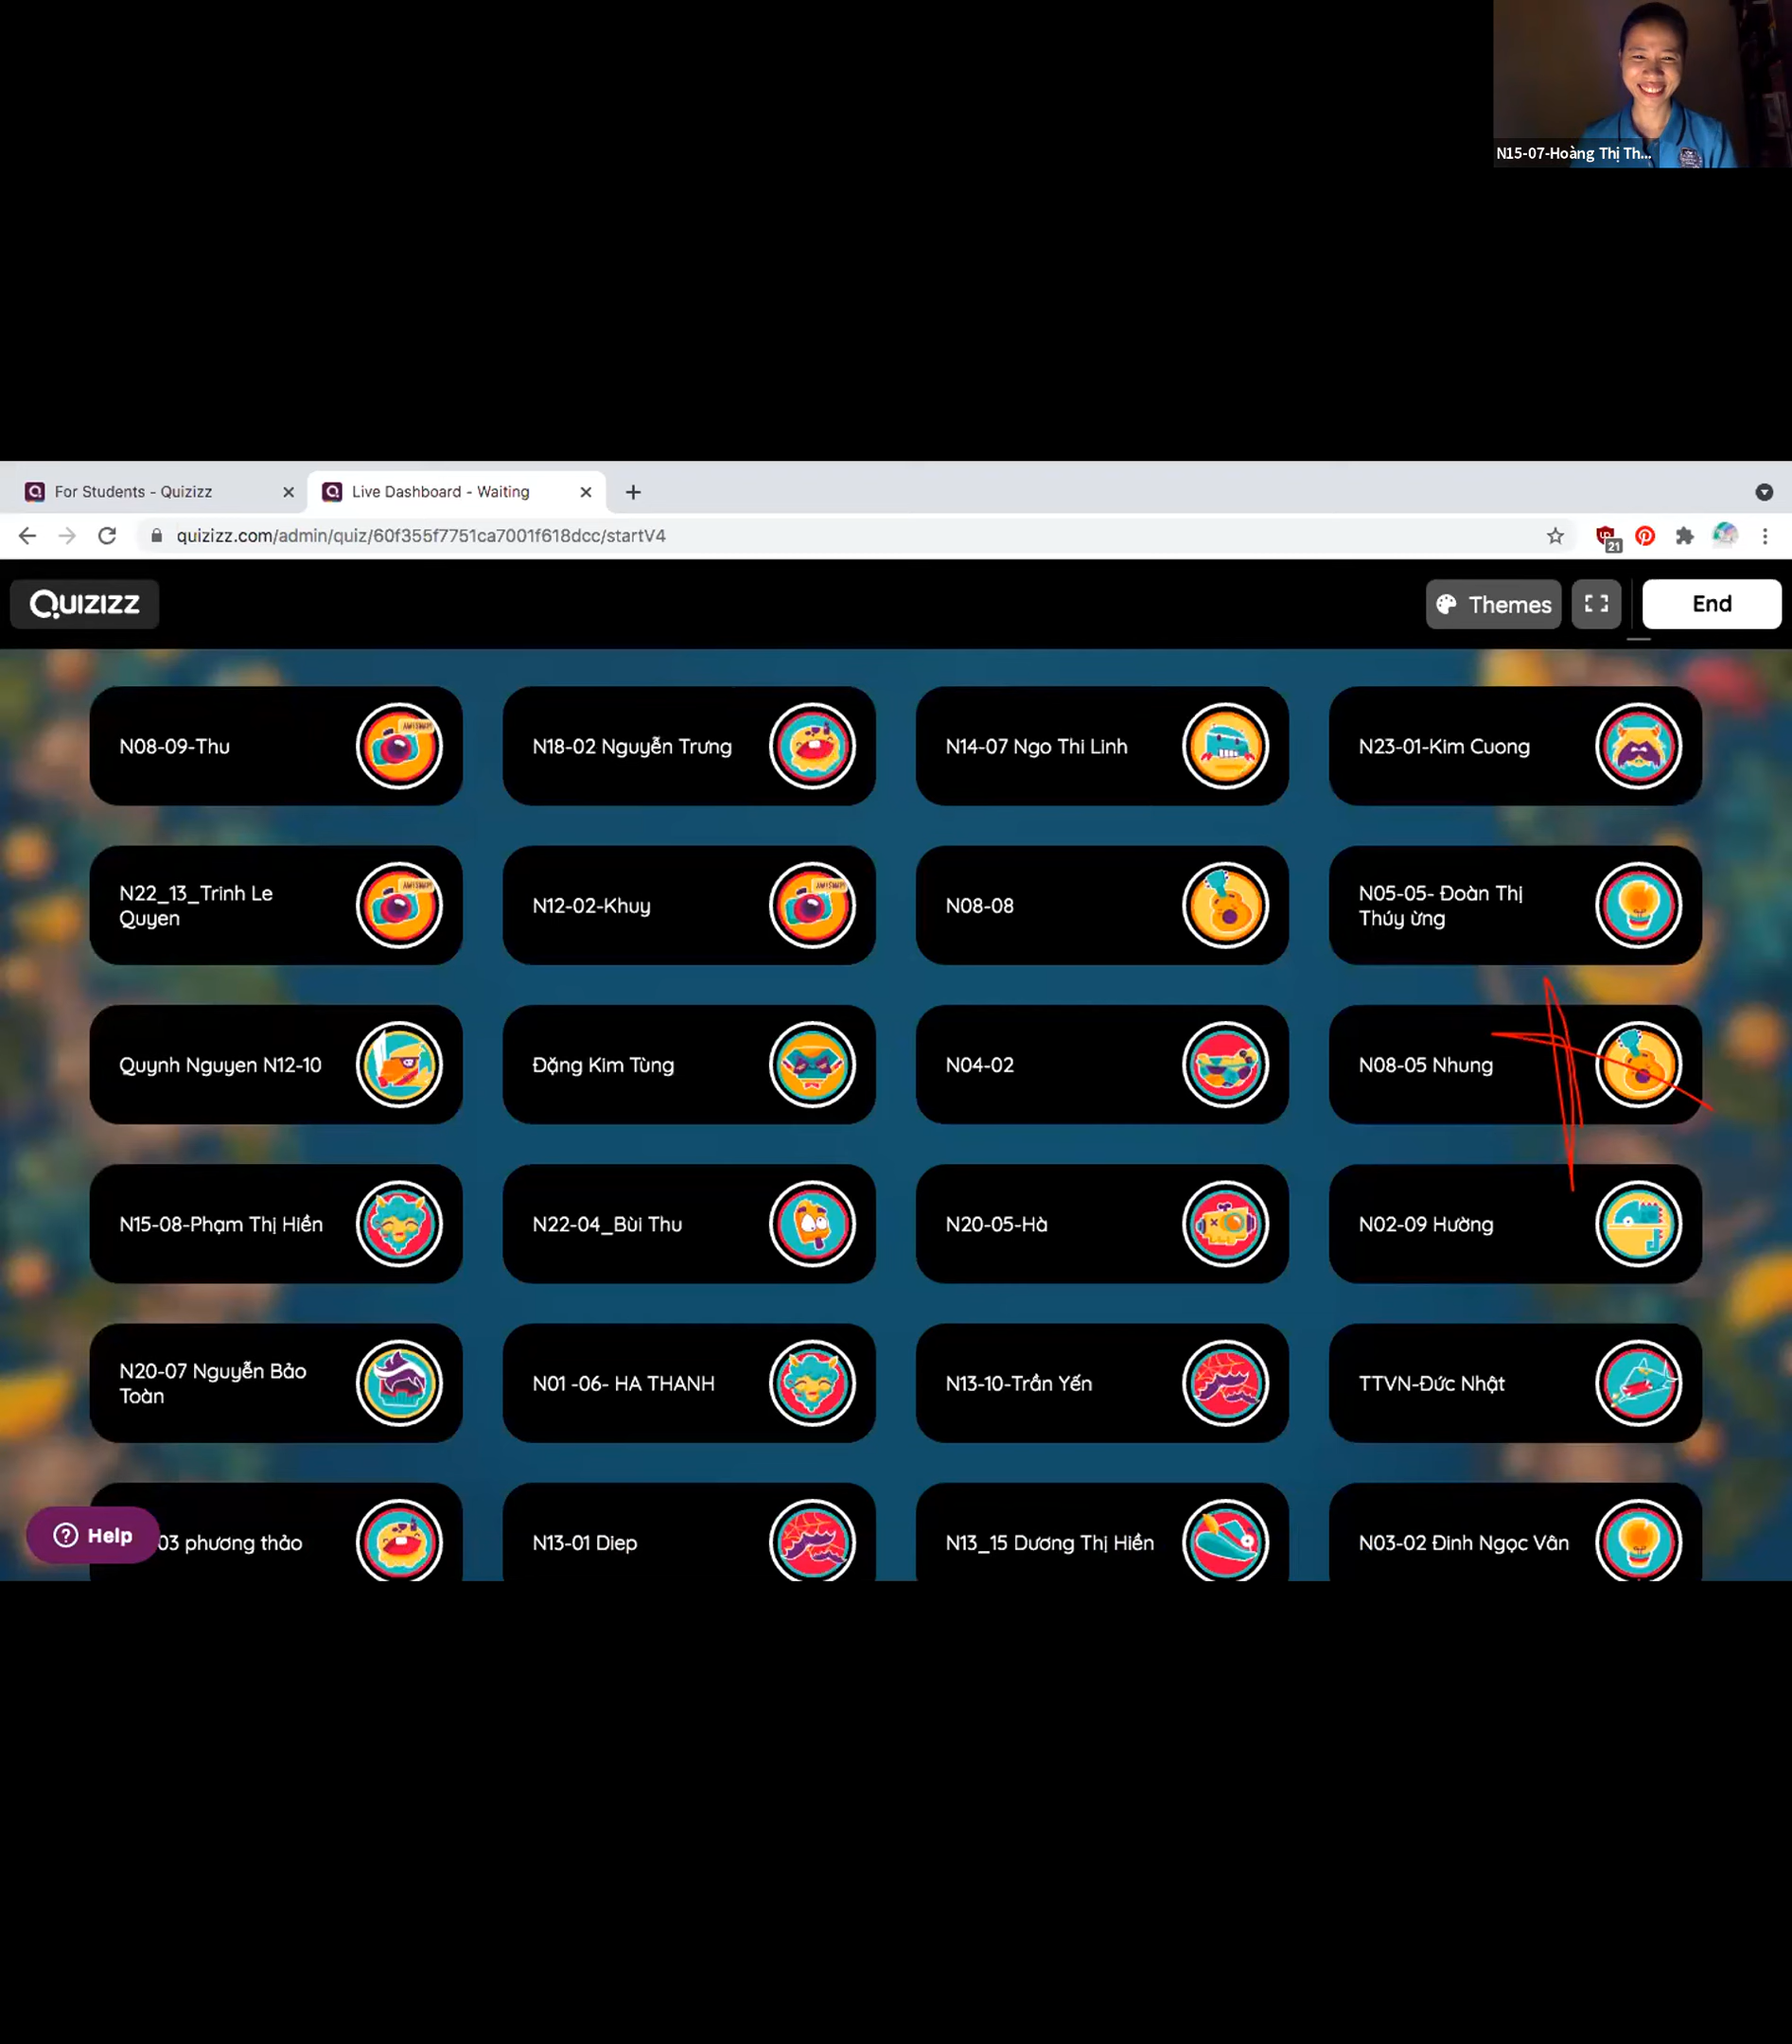 N15-07-Hoàng Thị Th...
For Students - Quizizz
Live Dashboard - Waiting
quizizz.com/admin/quiz/60f355f7751ca7001f618dcc/startV4
21
QUIZIZZ
Themes
End
N08-09-Thu
N18-02 Nguyễn Trưng
N14-07 Ngo Thi Linh
N23-01-Kim Cuong
N22_13_Trinh Le
Quyen
N12-02-Khuy
N08-08
N05-05- Đoàn Thị
Thúy ừng
Quynh Nguyen N12-10
Đặng Kim Tùng
N04-02
N08-05 Nhung
N15-08-Phạm Thị Hiền
N22-04_Bùi Thu
N20-05-Hà
N02-09 Hường
N20-07 Nguyễn Bảo
Toàn
N01 -06- HA THANH
N13-10-Trần Yến
TTVN-Đức Nhật
Help
03 phương thảo
N13-01 Diep
N13_15 Dương Thị Hiền
N03-02 Đinh Ngọc Vân